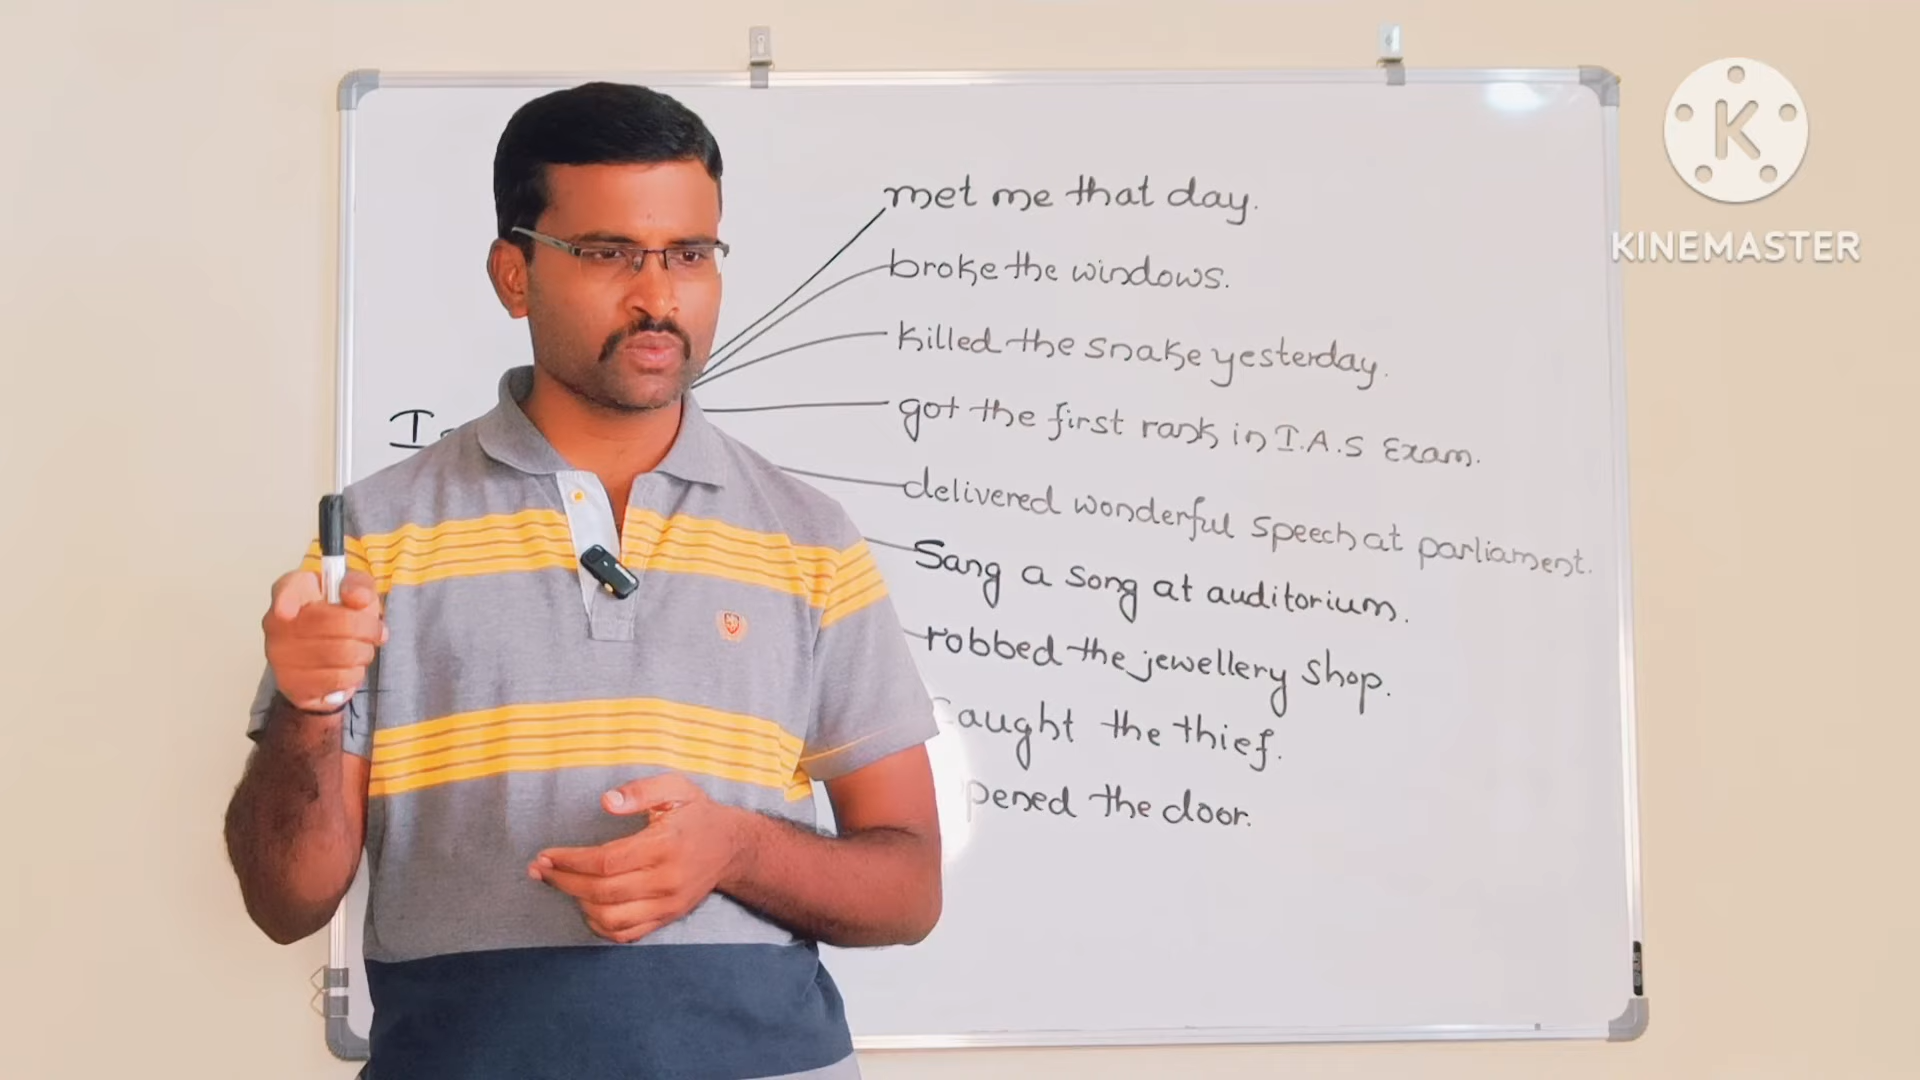 met me that day.
broke the windows.
killed the snake yesterday.
got the first rank in I.A.S Exam.
delivered wonderful speech at parliament.
Sang a song at auditorium.
robbed the jewellery shop.
Caught the thief.
pened the door.
K
KINEMASTER